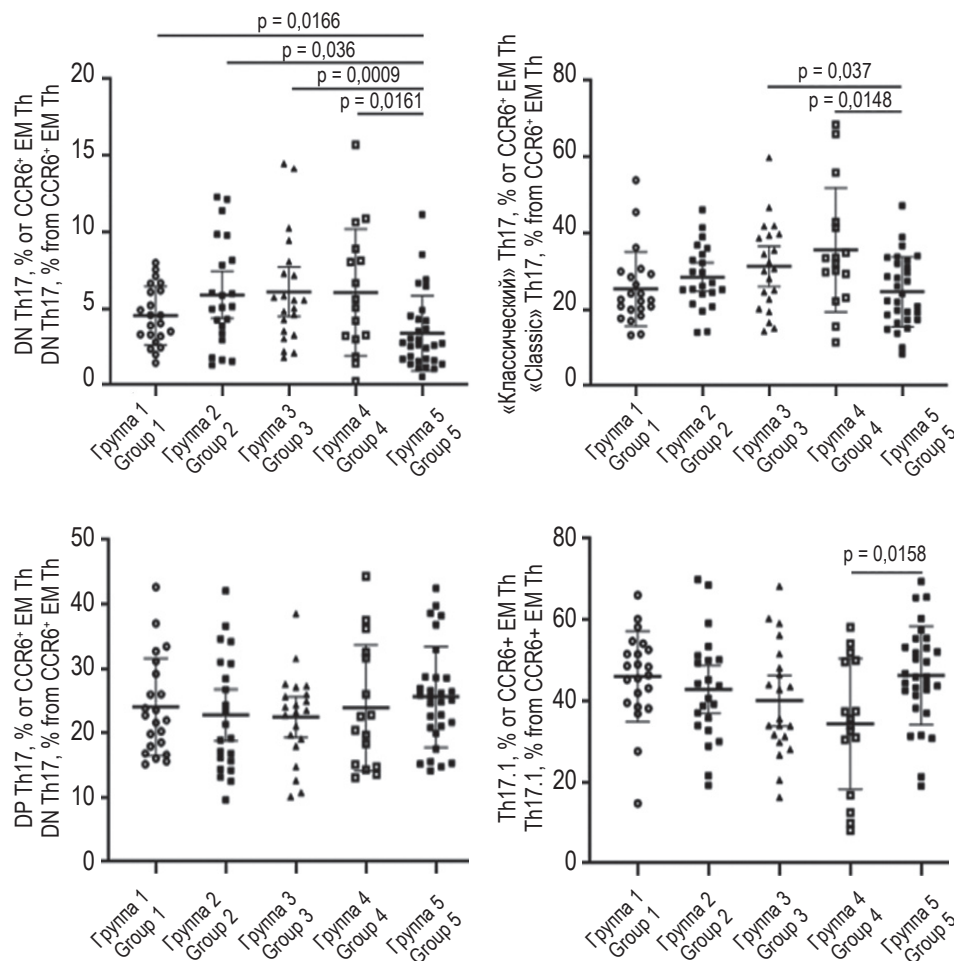 p = 0,0166
p = 0,036
p = 0,0009
p = 0,0161
DN Th17, % от CCR6⁺ EM Th
DN Th17, % from CCR6⁺ EM Th
20
15
10
5
0
Группа 1
Group 1
Группа 2
Group 2
Группа 3
Group 3
Группа 4
Group 4
Группа 5
Group 5
p = 0,037
p = 0,0148
«Классический» Th17, % от CCR6⁺ EM Th
«Classic» Th17, % from CCR6⁺ EM Th
80
60
40
20
0
Группа 1
Group 1
Группа 2
Group 2
Группа 3
Group 3
Группа 4
Group 4
Группа 5
Group 5
DP Th17, % от CCR6⁺ EM Th
DN Th17, % from CCR6⁺ EM Th
50
40
30
20
10
0
Группа 1
Group 1
Группа 2
Group 2
Группа 3
Group 3
Группа 4
Group 4
Группа 5
Group 5
p = 0,0158
Th17.1, % от CCR6+ EM Th
Th17.1, % from CCR6+ EM Th
80
60
40
20
0
Группа 1
Group 1
Группа 2
Group 2
Группа 3
Group 3
Группа 4
Group 4
Группа 5
Group 5